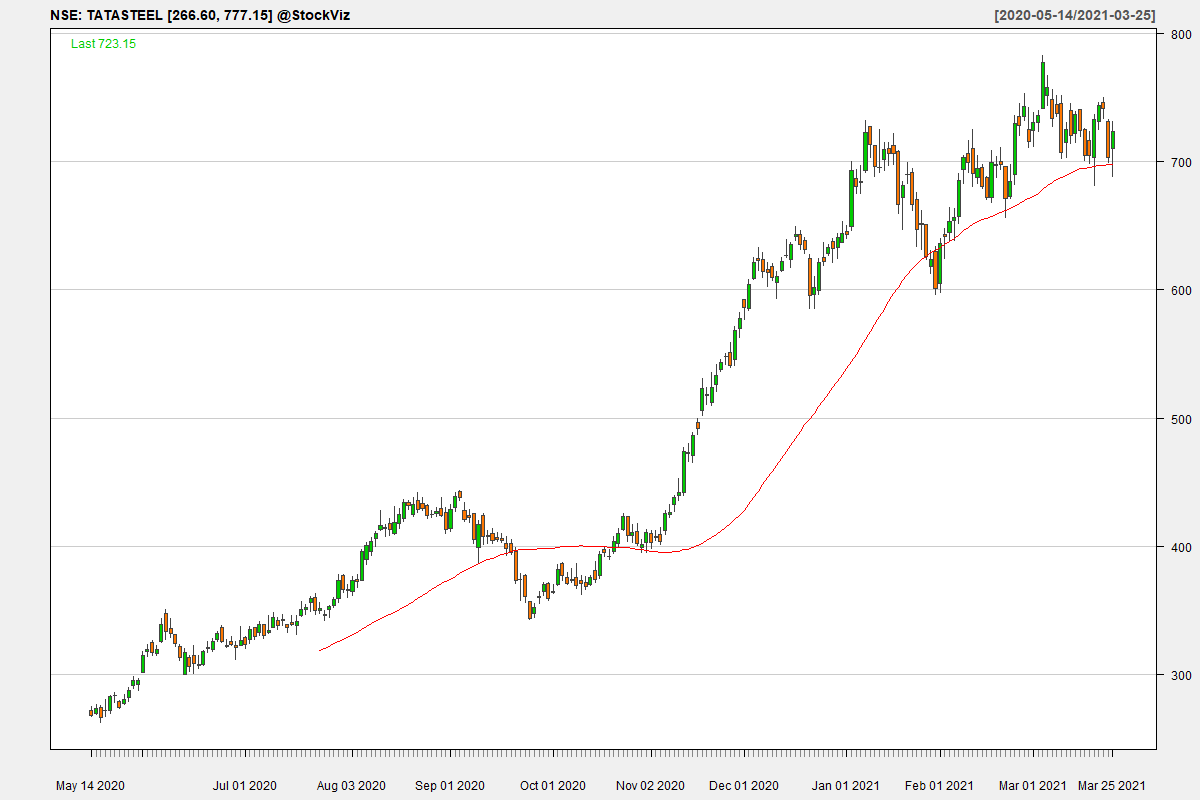 NSE: TATASTEEL [266.60, 777.15] @StockViz [2020-05-14/2021-03-25]
Last 723.15
800
700
600
500
400
300
May 14 2020 Jul 01 2020 Aug 03 2020 Sep 01 2020 Oct 01 2020 Nov 02 2020 Dec 01 2020 Jan 01 2021 Feb 01 2021 Mar 01 2021 Mar 25 2021